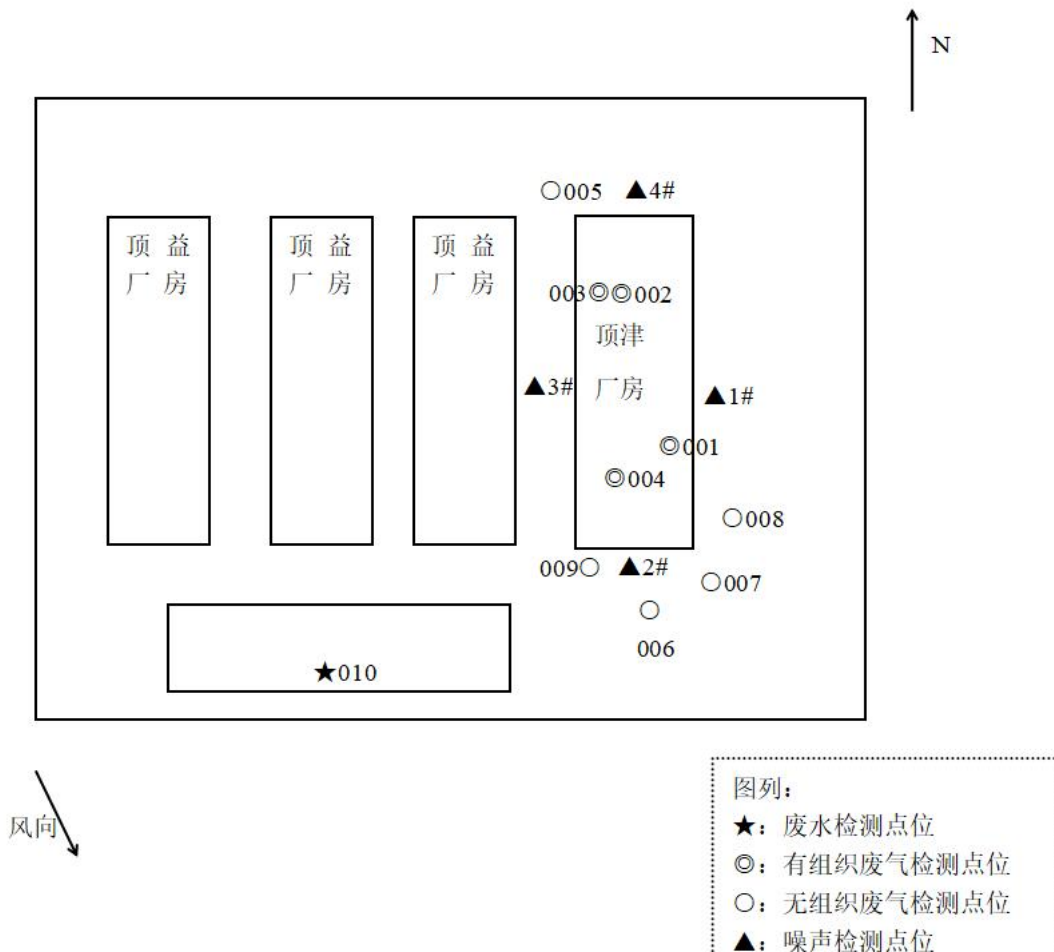 N
○005 ▲4#
顶 益
厂 房
顶 益
厂 房
顶 益
厂 房
003◎◎002
顶津
厂房
▲3#
▲1#
◎001
◎004
○008
009○ ▲2#
○007
○
006
★010
风向
图列：
★：废水检测点位
◎：有组织废气检测点位
○：无组织废气检测点位
▲：噪声检测点位